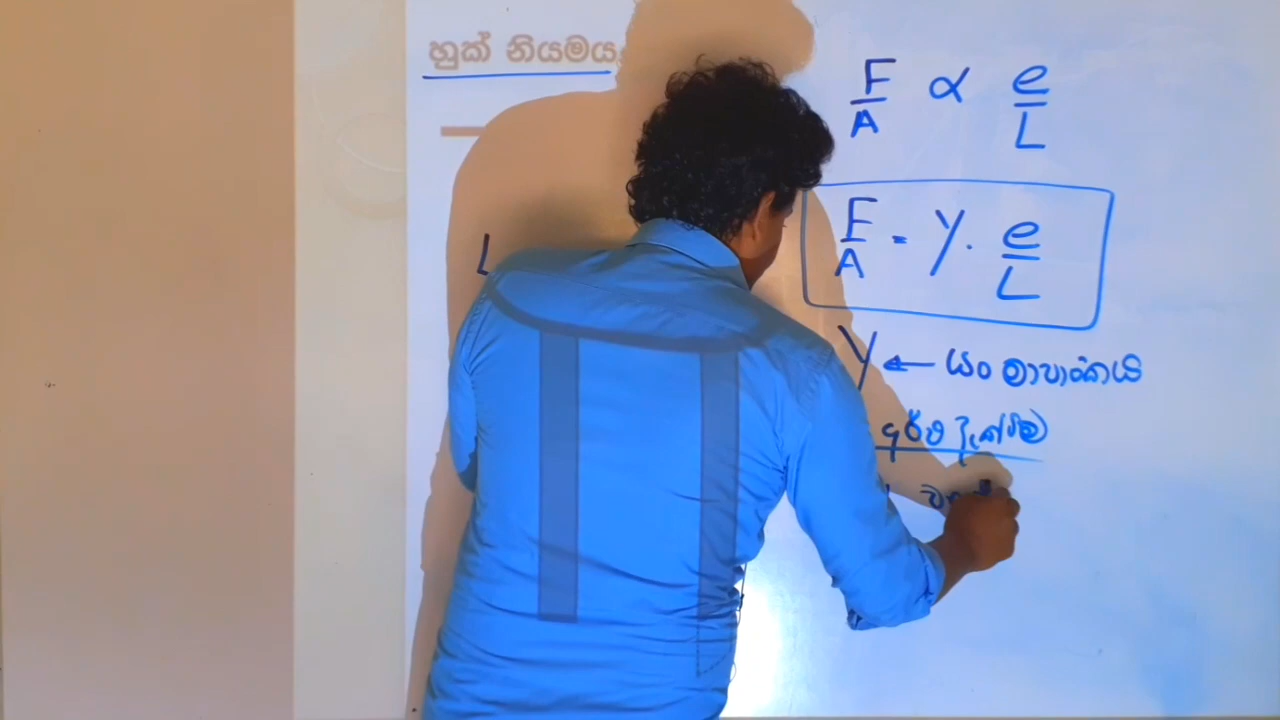 හුක් නියමය
L
F/A α e/L
F/A = Y. e/L
Y ← යං මාපාංකය